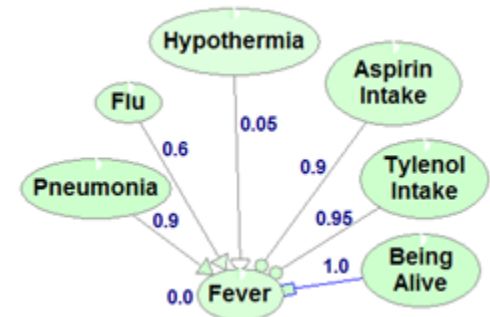 Hypothermia
Aspirin
Intake
Flu
0.05
0.6
0.9
Tylenol
Intake
Pneumonia
0.9
0.95
1.0
Being
Alive
0.0
Fever